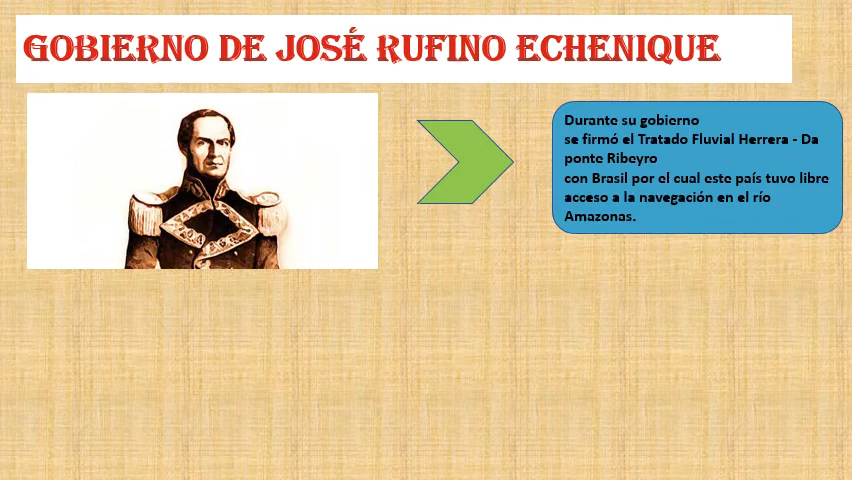 GOBIERNO DE JOSÉ RUFINO ECHENIQUE
Durante su gobierno
se firmó el Tratado Fluvial Herrera - Da
ponte Ribeyro
con Brasil por el cual este país tuvo libre
acceso a la navegación en el río
Amazonas.